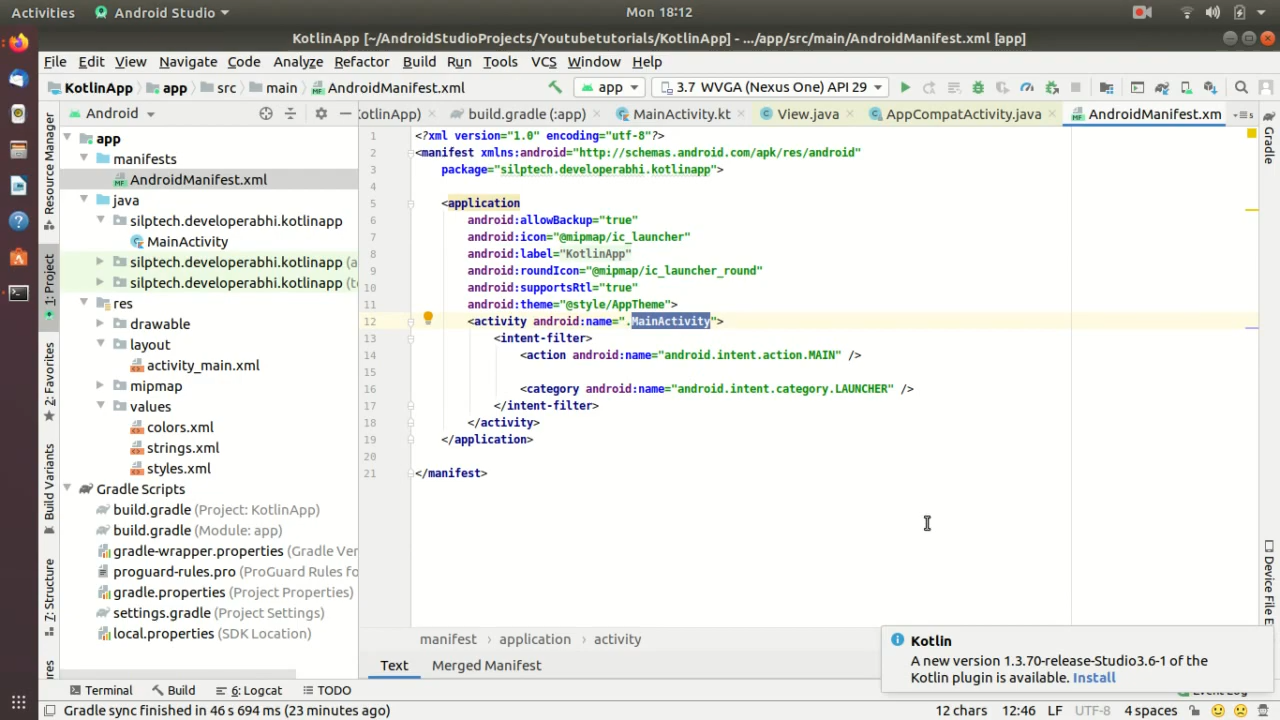 Activities
Android Studio
Mon 18:12
KotlinApp [~/AndroidStudioProjects/Youtubetutorials/KotlinApp] - .../app/src/main/AndroidManifest.xml [app]
File Edit View Navigate Code Analyze Refactor Build Run Tools VCS Window Help
KotlinApp app src main AndroidManifest.xml app 3.7 WVGA (Nexus One) API 29
Android
KotlinApp) build.gradle (:app) MainActivity.kt View.java AppCompatActivity.java AndroidManifest.xm
Resource Manager
1: Project
2: Favorites
Build Variants
7: Structure
app
manifests
AndroidManifest.xml
java
silptech.developerabhi.kotlinapp
MainActivity
silptech.developerabhi.kotlinapp (a
silptech.developerabhi.kotlinapp (te
res
drawable
layout
activity_main.xml
mipmap
values
colors.xml
strings.xml
styles.xml
Gradle Scripts
build.gradle (Project: KotlinApp)
build.gradle (Module: app)
gradle-wrapper.properties (Gradle Ver
proguard-rules.pro (ProGuard Rules fo
gradle.properties (Project Properties)
settings.gradle (Project Settings)
local.properties (SDK Location)
1 <?xml version="1.0" encoding="utf-8"?>
2 <manifest xmlns:android="http://schemas.android.com/apk/res/android"
3 package="silptech.developerabhi.kotlinapp">
4
5 <application
6 android:allowBackup="true"
7 android:icon="@mipmap/ic_launcher"
8 android:label="KotlinApp"
9 android:roundIcon="@mipmap/ic_launcher_round"
10 android:supportsRtl="true"
11 android:theme="@style/AppTheme">
12 <activity android:name=".MainActivity">
13 <intent-filter>
14 <action android:name="android.intent.action.MAIN" />
15
16 <category android:name="android.intent.category.LAUNCHER" />
17 </intent-filter>
18 </activity>
19 </application>
20
21 </manifest>
Gradle
Device File E
manifest › application › activity
Text Merged Manifest
Kotlin
A new version 1.3.70-release-Studio3.6-1 of the
Kotlin plugin is available. Install
Terminal Build 6: Logcat TODO Event Log
Gradle sync finished in 46 s 694 ms (23 minutes ago)
12 chars 12:46 LF UTF-8 4 spaces